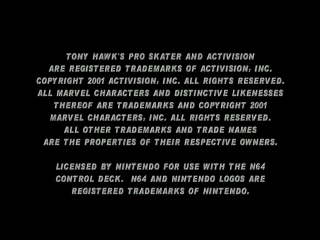 TONY HAWK'S PRO SKATER AND ACTIVISION
ARE REGISTERED TRADEMARKS OF ACTIVISION, INC.
COPYRIGHT 2001 ACTIVISION, INC. ALL RIGHTS RESERVED.
ALL MARVEL CHARACTERS AND DISTINCTIVE LIKENESSES
THEREOF ARE TRADEMARKS AND COPYRIGHT 2001
MARVEL CHARACTERS, INC. ALL RIGHTS RESERVED.
ALL OTHER TRADEMARKS AND TRADE NAMES
ARE THE PROPERTIES OF THEIR RESPECTIVE OWNERS.
LICENSED BY NINTENDO FOR USE WITH THE N64
CONTROL DECK. N64 AND NINTENDO LOGOS ARE
REGISTERED TRADEMARKS OF NINTENDO.